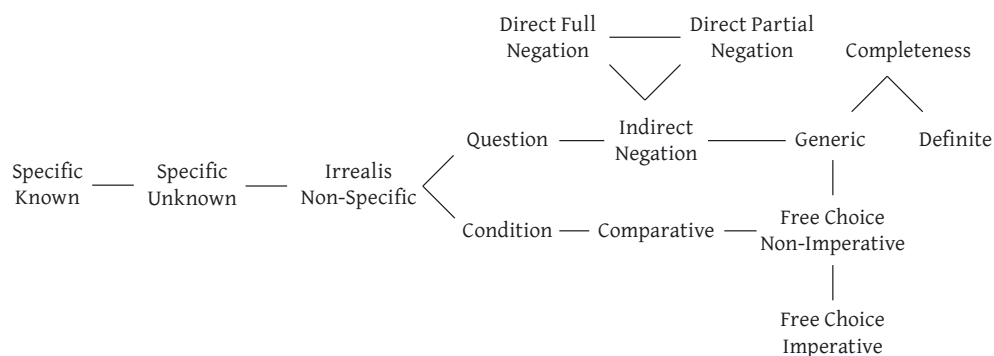 Direct Full
Negation
Direct Partial
Negation
Completeness
Question
Indirect
Negation
Generic
Definite
Specific
Known
Specific
Unknown
Irrealis
Non-Specific
Condition
Comparative
Free Choice
Non-Imperative
Free Choice
Imperative